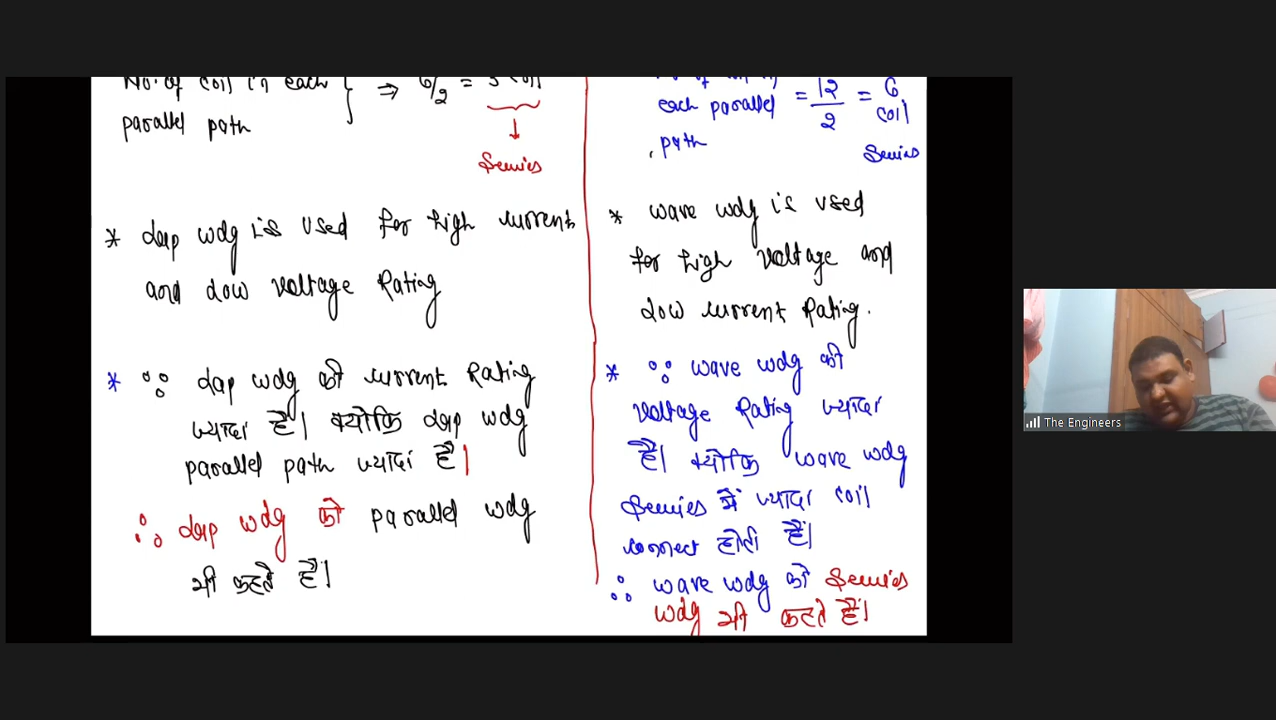 No. of coil in each } ⇒ 6/2 = 3 coil
parallel path
↓
Series
* Lap wdg is used for high current
and Low voltage Rating
* ∵ Lap wdg की current Rating
ज्यादा है। क्योकि Lap wdg
parallel path ज्यादा है।
∴ Lap wdg को parallel wdg
भी कहते है।
each parallel = 12/2 = 6 coil
path
Series
* wave wdg is used
for high voltage and
Low current Rating.
* ∵ wave wdg की
voltage Rating ज्यादा
है। क्योकि wave wdg
Series में ज्यादा coil
connect होती हैं।
∴ wave wdg को Series
wdg भी कहते हैं।
The Engineers